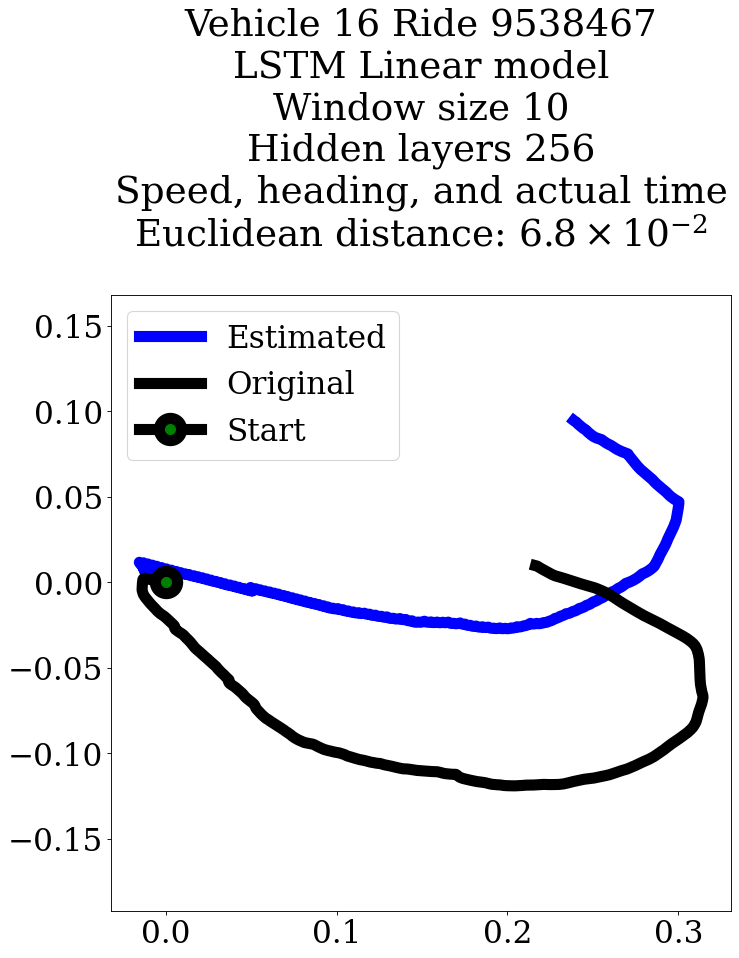 Vehicle 16 Ride 9538467
LSTM Linear model
Window size 10
Hidden layers 256
Speed, heading, and actual time
Euclidean distance: 6.8 × 10⁻²
Estimated
Original
Start
0.15
0.10
0.05
0.00
−0.05
−0.10
−0.15
0.0 0.1 0.2 0.3